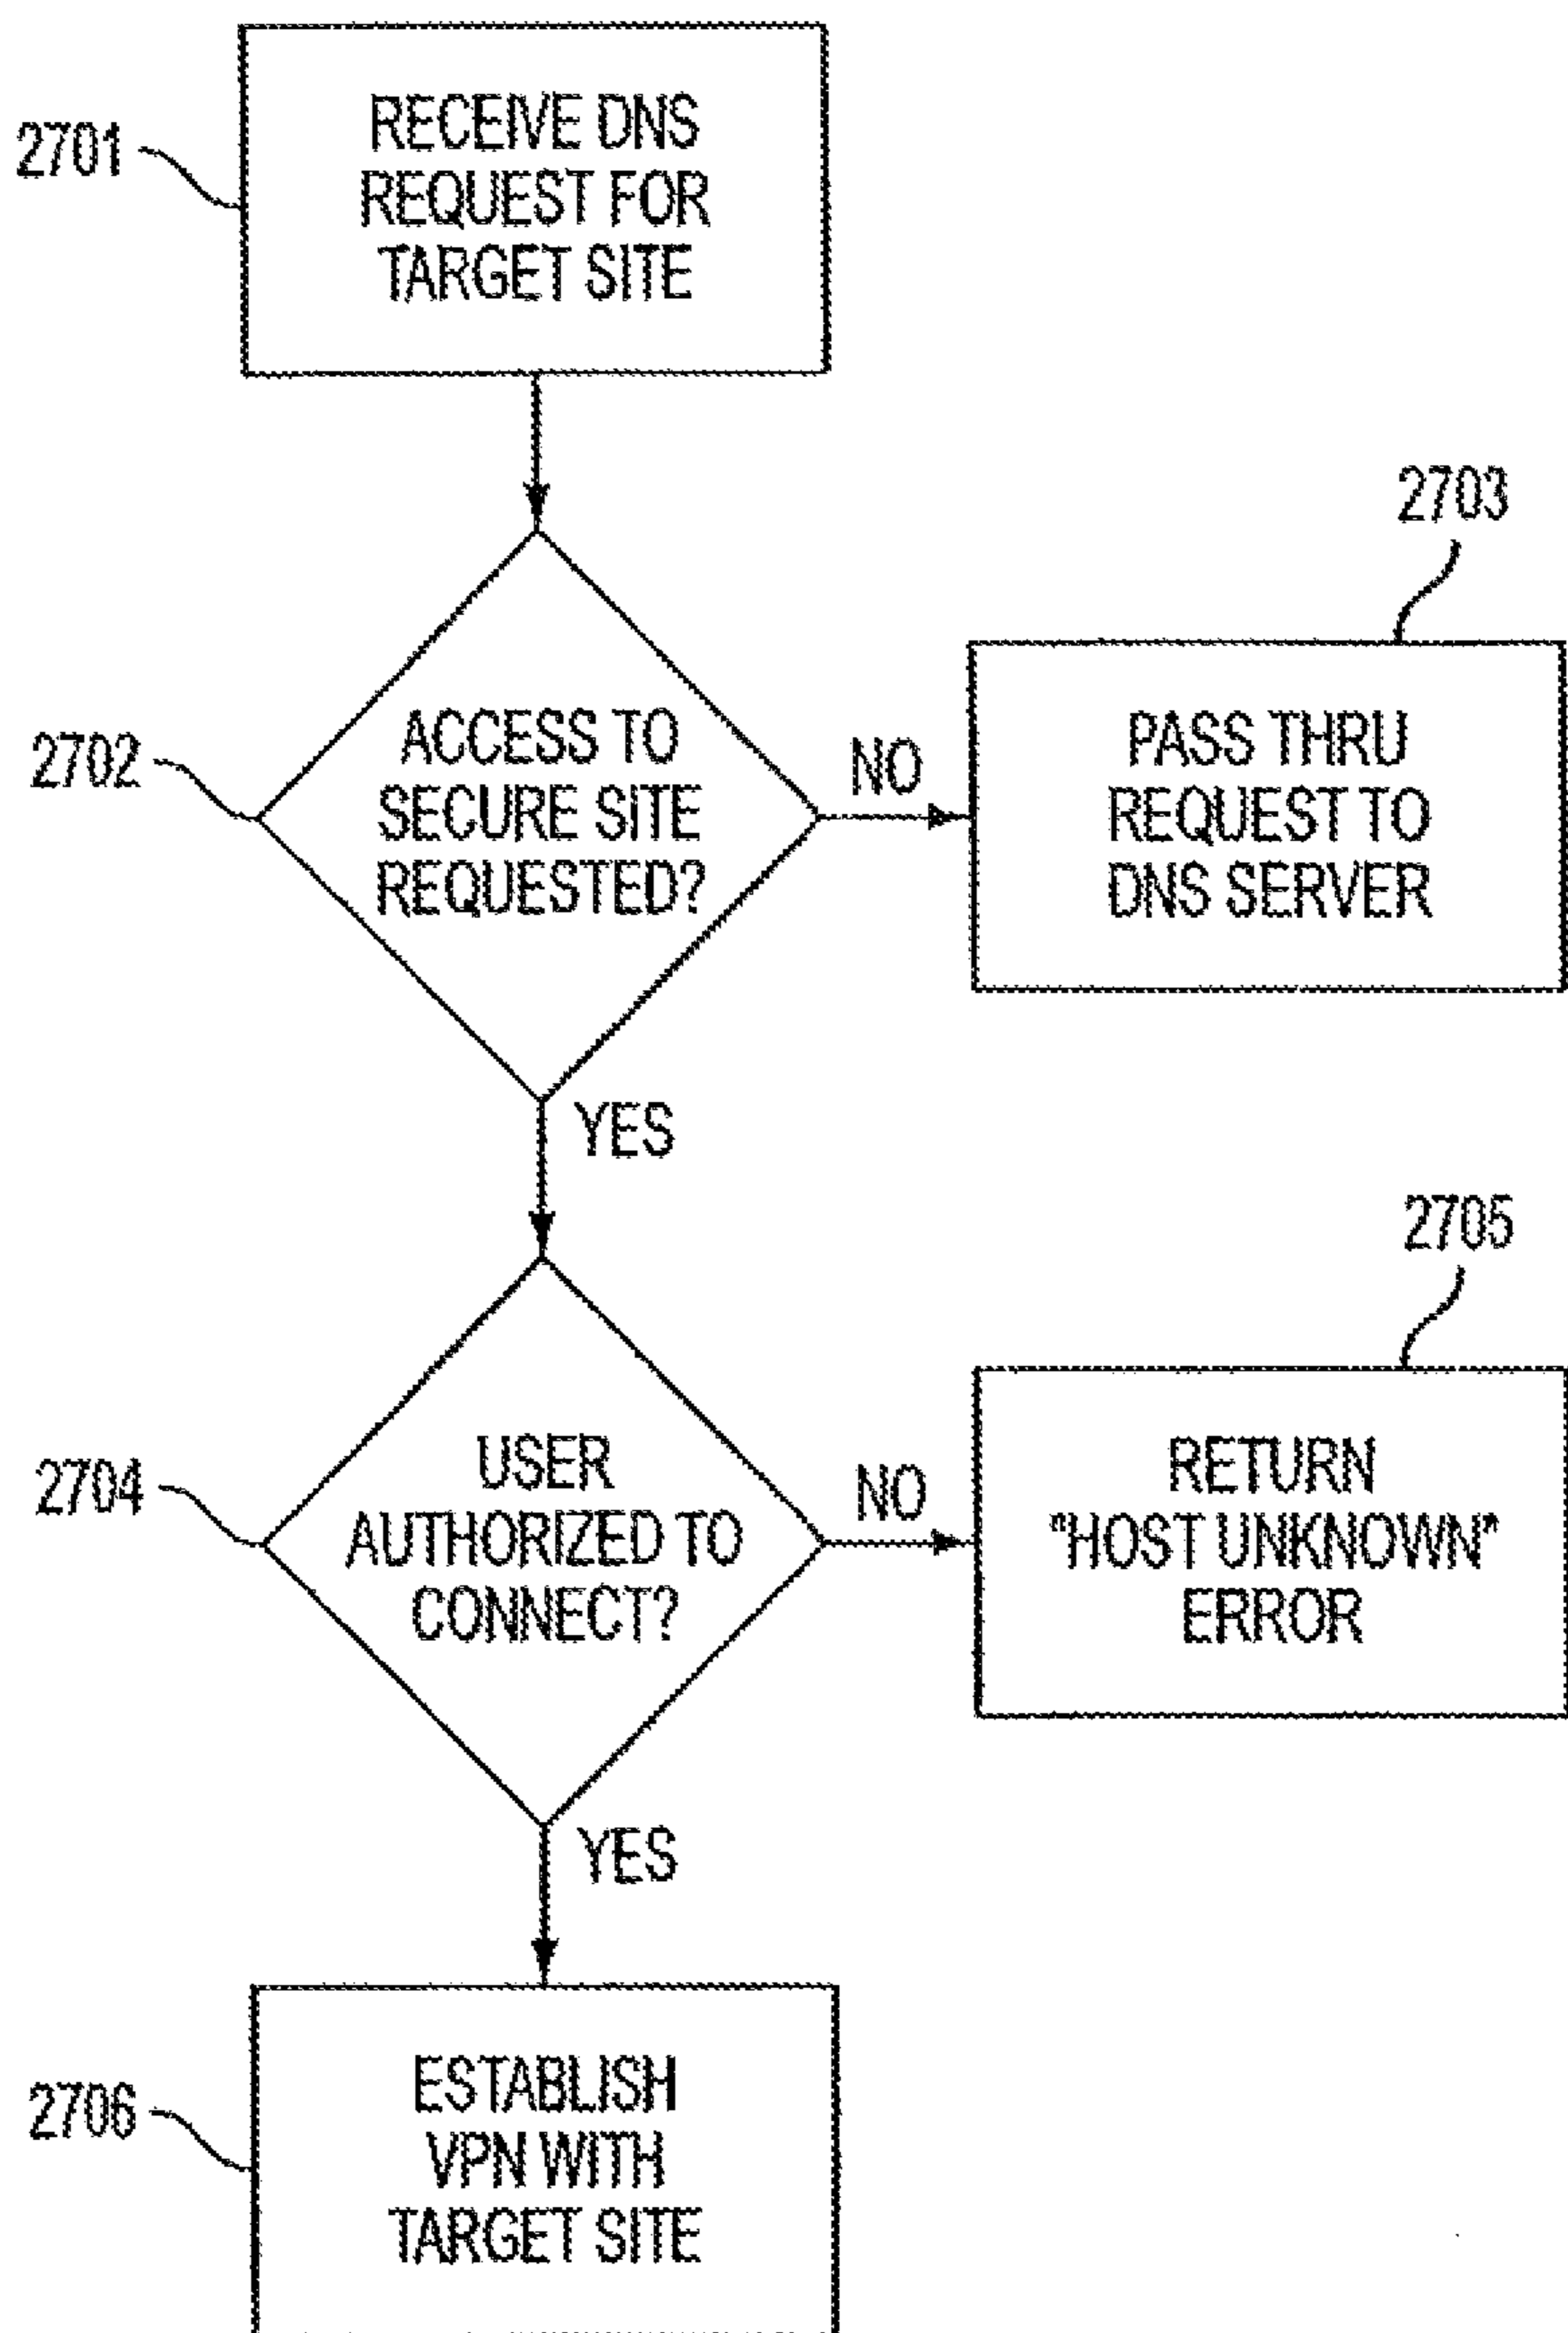 2701
RECEIVE DNS
REQUEST FOR
TARGET SITE
2702
ACCESS TO
SECURE SITE
REQUESTED?
NO
2703
PASS THRU
REQUEST TO
DNS SERVER
YES
2704
USER
AUTHORIZED TO
CONNECT?
NO
2705
RETURN
"HOST UNKNOWN"
ERROR
YES
2706
ESTABLISH
VPN WITH
TARGET SITE